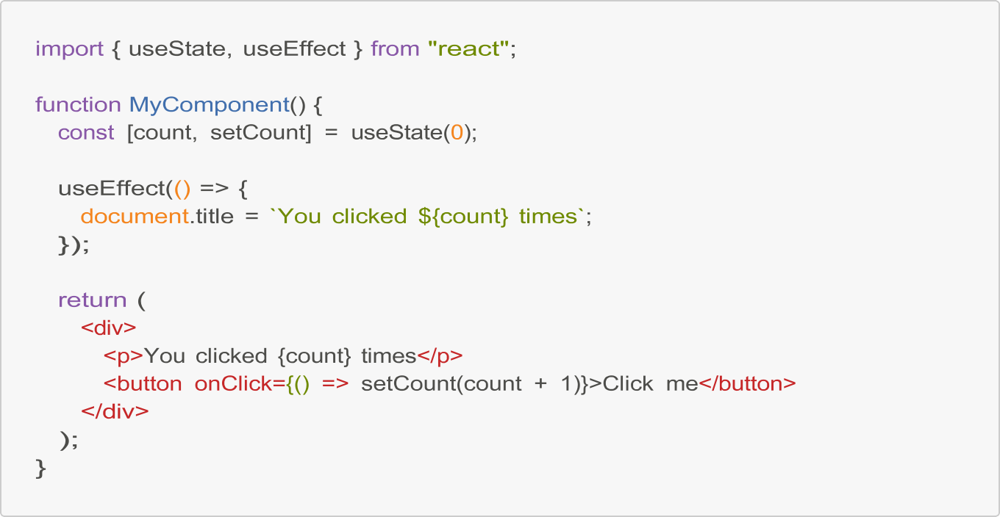 import { useState, useEffect } from "react";
function MyComponent() {
const [count, setCount] = useState(0);
useEffect(() => {
document.title = `You clicked ${count} times`;
});
return (
<div>
<p>You clicked {count} times</p>
<button onClick={() => setCount(count + 1)}>Click me</button>
</div>
);
}